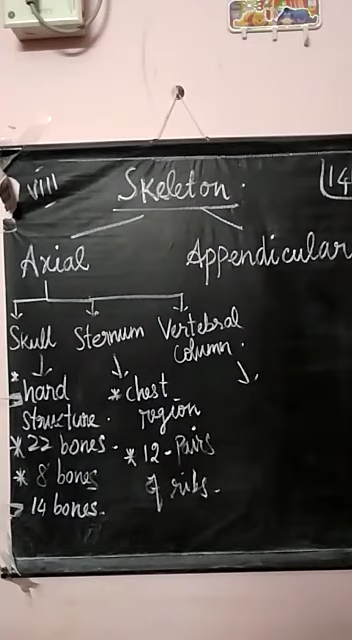 viii Skeleton. 14
Axial Appendicular
Skull Sternum Vertebral
column.
* hard
structure.
* 22 bones.
* 8 bones
14 bones.
* chest
region
* 12-Pairs
of ribs.